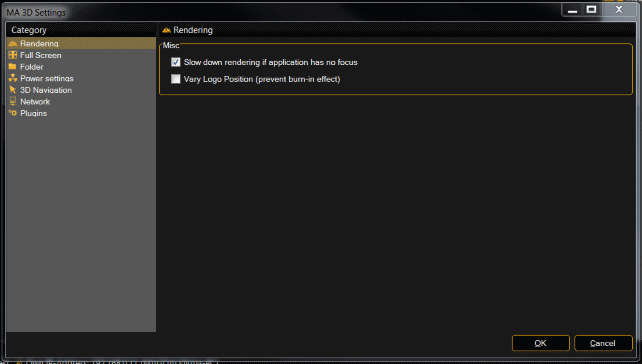 MA 3D Settings
Category
Rendering
Full Screen
Folder
Power settings
3D Navigation
Network
Plugins
Rendering
Misc
Slow down rendering if application has no focus
Vary Logo Position (prevent burn-in effect)
OK
Cancel